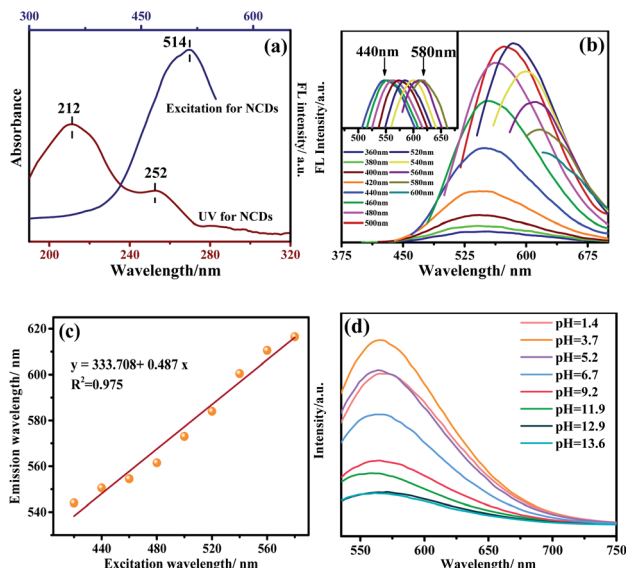 300 450 600
(a)
514
Excitation for NCDs
212
252
UV for NCDs
Absorbance
FL intensity/ a.u.
190 220 260 290 320
Wavelength/nm
(b)
440nm 580nm
500 550 600 650
360nm 520nm
380nm 540nm
400nm 560nm
420nm 580nm
440nm 600nm
460nm
480nm
500nm
FL Intensity/a.u.
375 450 525 600 675
Wavelength/ nm
(c)
y = 333.708+ 0.487 x
R²=0.975
620
600
580
560
540
Emission wavelength/ nm
440 460 480 500 520 540 560 580
Excitation wavelength/ nm
(d)
pH=1.4
pH=3.7
pH=5.2
pH=6.7
pH=9.2
pH=11.9
pH=12.9
pH=13.6
Intensity/a.u.
550 600 650 700 750
Wavelength/ nm